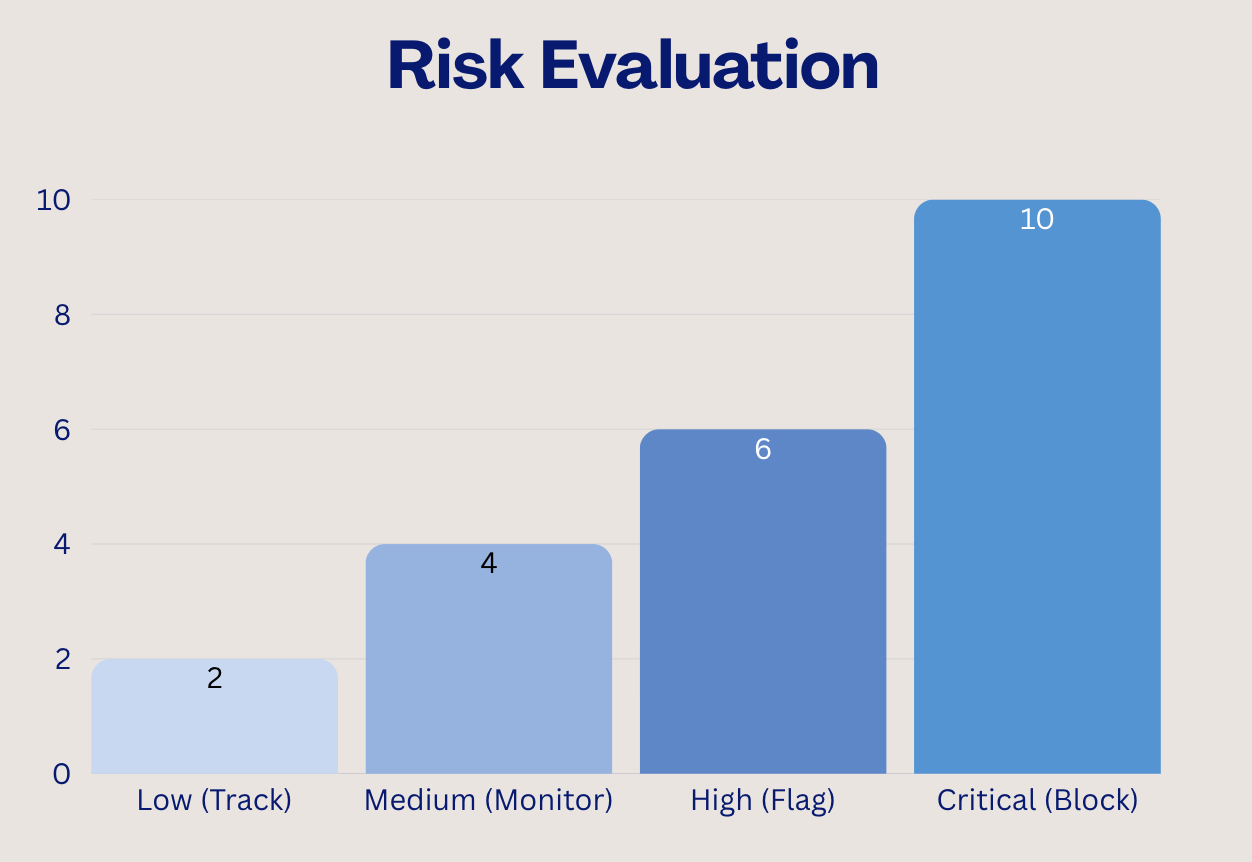 Risk Evaluation
10
8
6
4
2
0
2
4
6
10
Low (Track)
Medium (Monitor)
High (Flag)
Critical (Block)